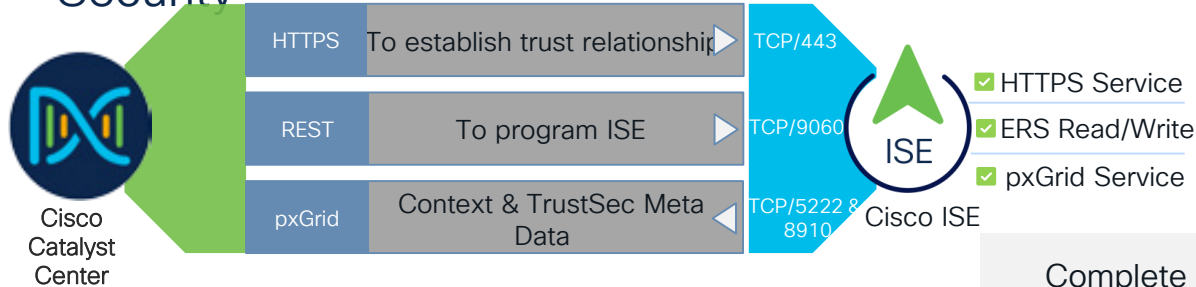 Security
HTTPS
To establish trust relationship
TCP/443
REST
To program ISE
TCP/9060
pxGrid
Context & TrustSec Meta
Data
TCP/5222 &
8910
Cisco
Catalyst
Center
ISE
Cisco ISE
HTTPS Service
ERS Read/Write
pxGrid Service
Complete